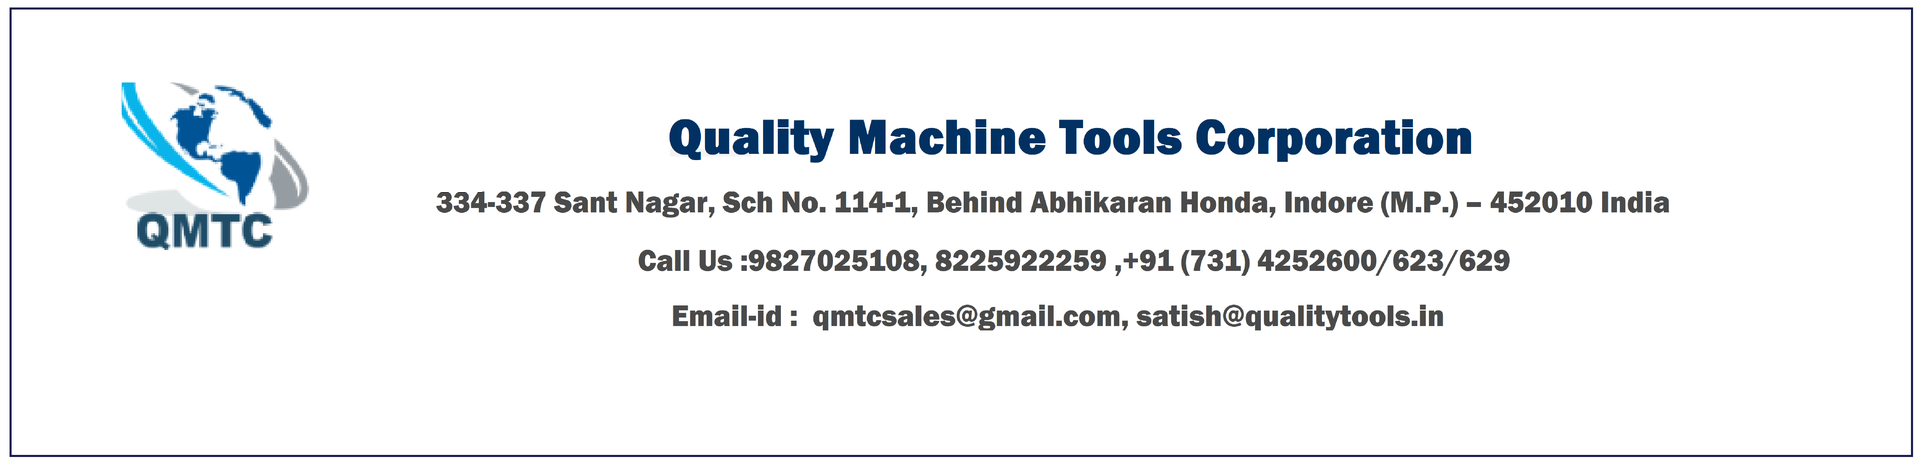 Quality Machine Tools Corporation
334-337 Sant Nagar, Sch No. 114-1, Behind Abhikaran Honda, Indore (M.P.) – 452010 India
Call Us :9827025108, 8225922259 ,+91 (731) 4252600/623/629
Email-id :  qmtcsales@gmail.com, satish@qualitytools.in
QMTC